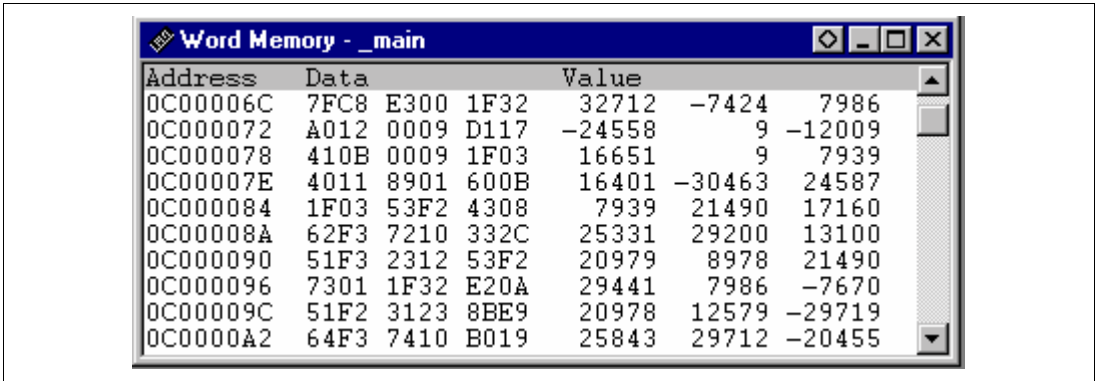 Word Memory - _main
Address Data Value
0C00006C 7FC8 E300 1F32 32712 -7424 7986
0C000072 A012 0009 D117 -24558 9 -12009
0C000078 410B 0009 1F03 16651 9 7939
0C00007E 4011 8901 600B 16401 -30463 24587
0C000084 1F03 53F2 4308 7939 21490 17160
0C00008A 62F3 7210 332C 25331 29200 13100
0C000090 51F3 2312 53F2 20979 8978 21490
0C000096 7301 1F32 E20A 29441 7986 -7670
0C00009C 51F2 3123 8BE9 20978 12579 -29719
0C0000A2 64F3 7410 B019 25843 29712 -20455